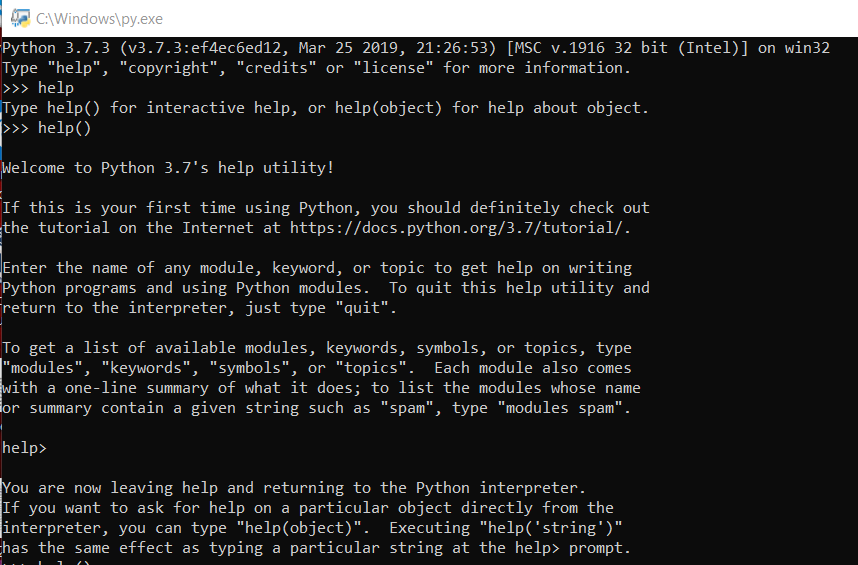 C:\Windows\py.exe
Python 3.7.3 (v3.7.3:ef4ec6ed12, Mar 25 2019, 21:26:53) [MSC v.1916 32 bit (Intel)] on win32
Type "help", "copyright", "credits" or "license" for more information.
>>> help
Type help() for interactive help, or help(object) for help about object.
>>> help()
Welcome to Python 3.7's help utility!
If this is your first time using Python, you should definitely check out
the tutorial on the Internet at https://docs.python.org/3.7/tutorial/.
Enter the name of any module, keyword, or topic to get help on writing
Python programs and using Python modules.  To quit this help utility and
return to the interpreter, just type "quit".
To get a list of available modules, keywords, symbols, or topics, type
"modules", "keywords", "symbols", or "topics".  Each module also comes
with a one-line summary of what it does; to list the modules whose name
or summary contain a given string such as "spam", type "modules spam".
help>
You are now leaving help and returning to the Python interpreter.
If you want to ask for help on a particular object directly from the
interpreter, you can type "help(object)".  Executing "help('string')"
has the same effect as typing a particular string at the help> prompt.